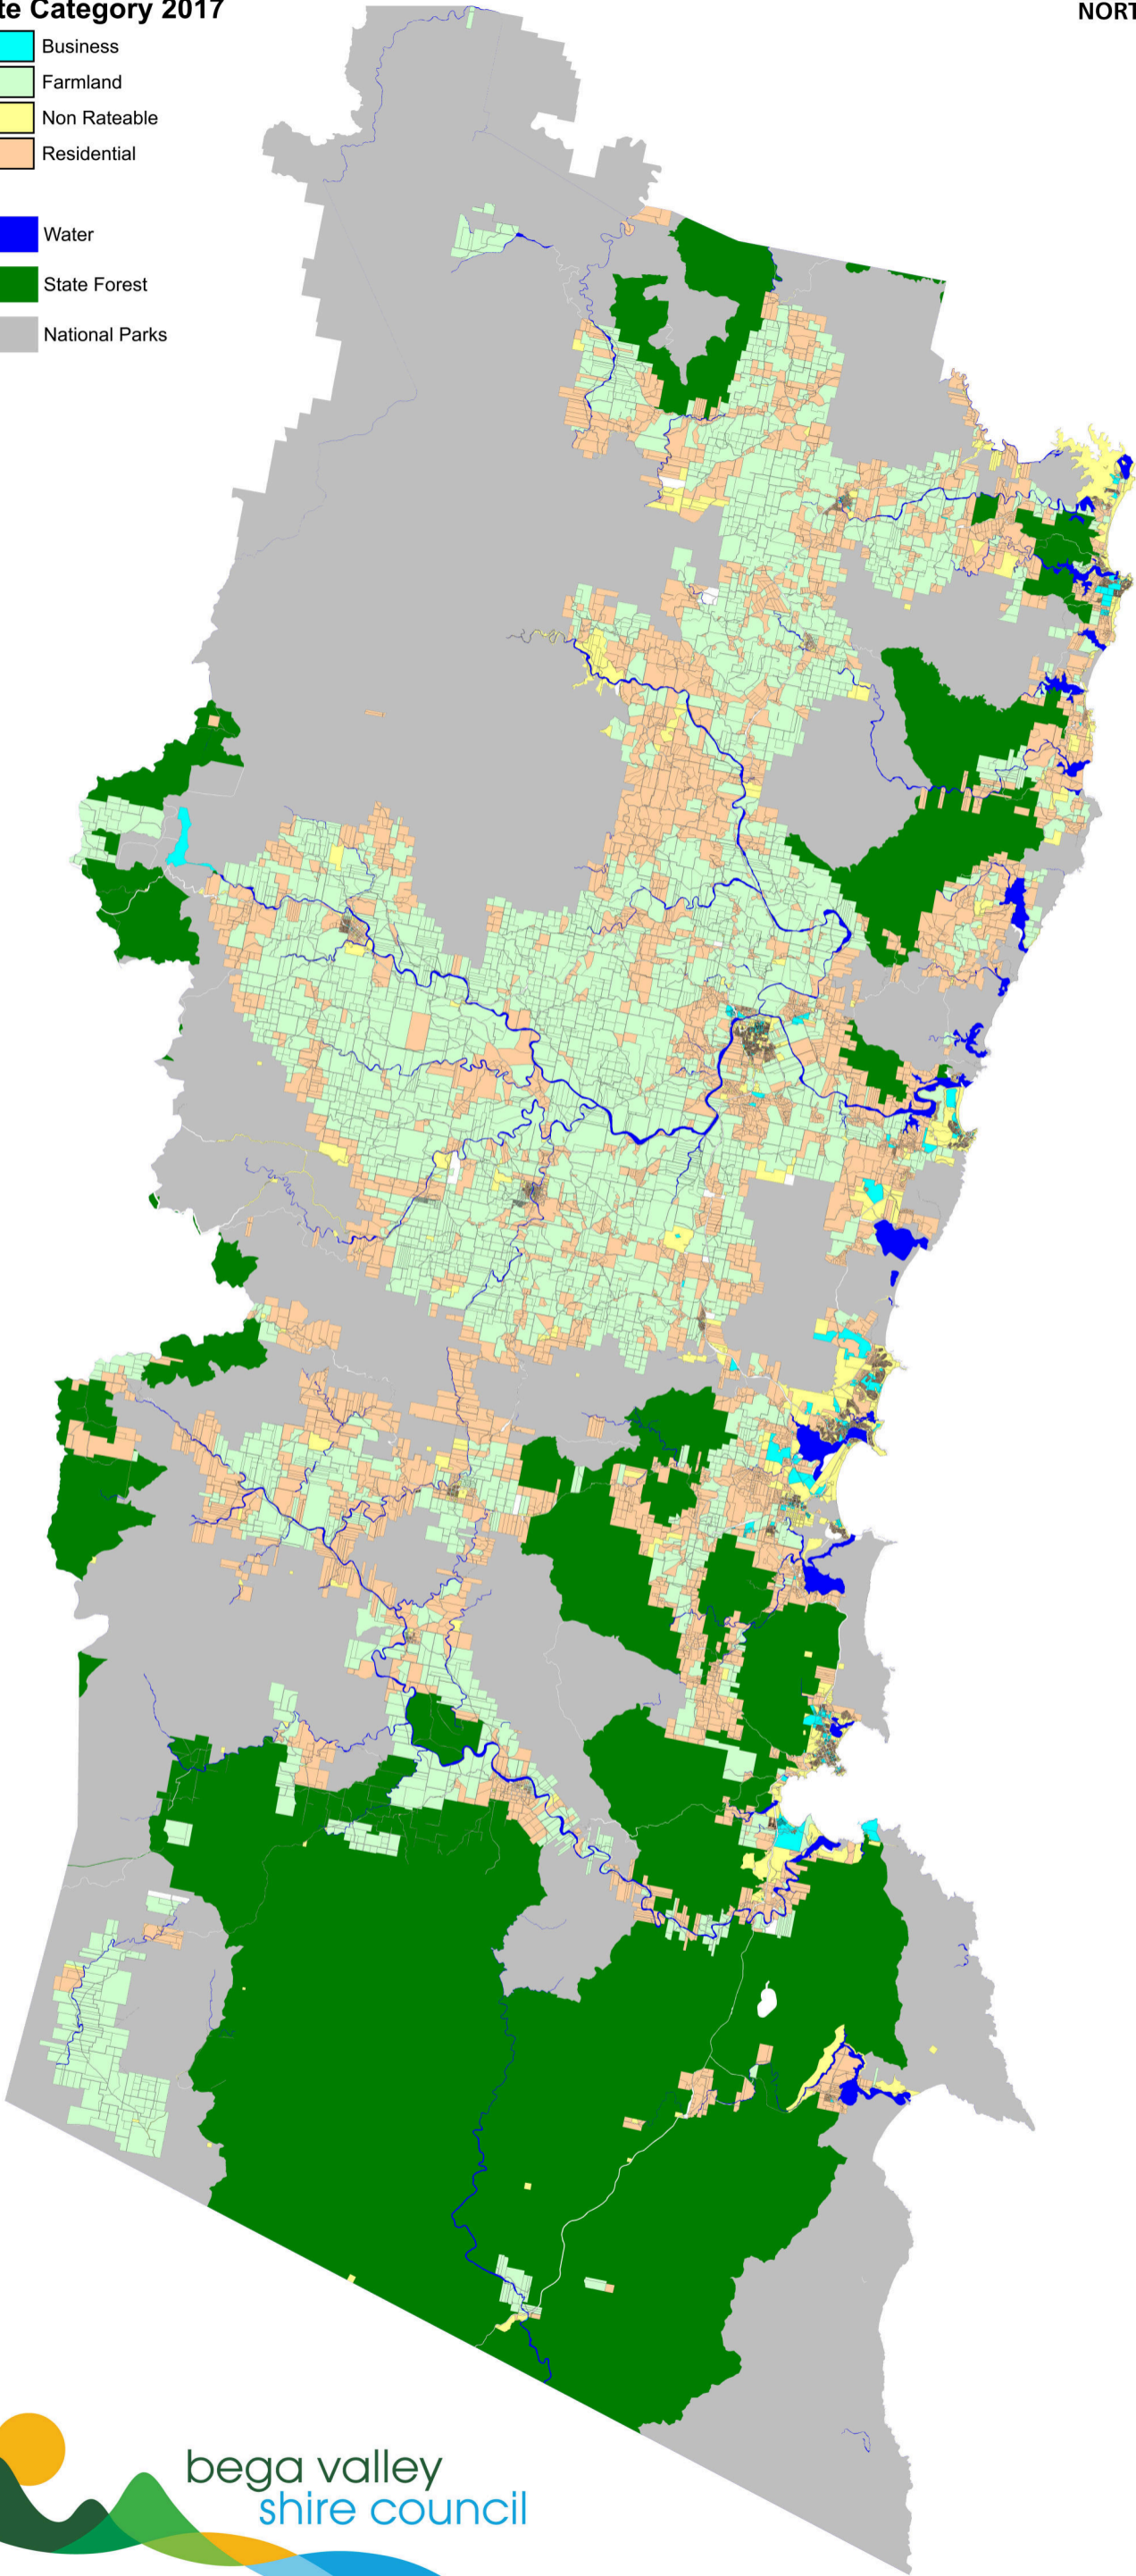 te Category 2017
NORT
Business
Farmland
Non Rateable
Residential
Water
State Forest
National Parks
bega valley
shire council